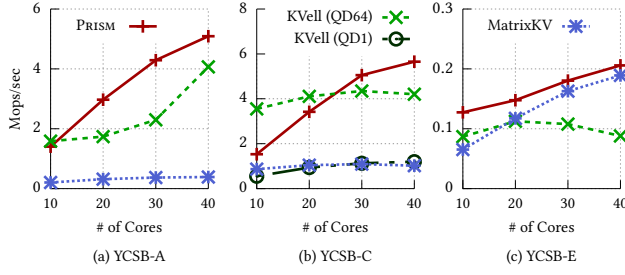 6
4
2
0
Mops/sec
PRISM
10 20 30 40
# of Cores
(a) YCSB-A
8
6
4
2
0
KVell (QD64)
KVell (QD1)
10 20 30 40
# of Cores
(b) YCSB-C
0.3
0.2
0.1
0
MatrixKV
10 20 30 40
# of Cores
(c) YCSB-E